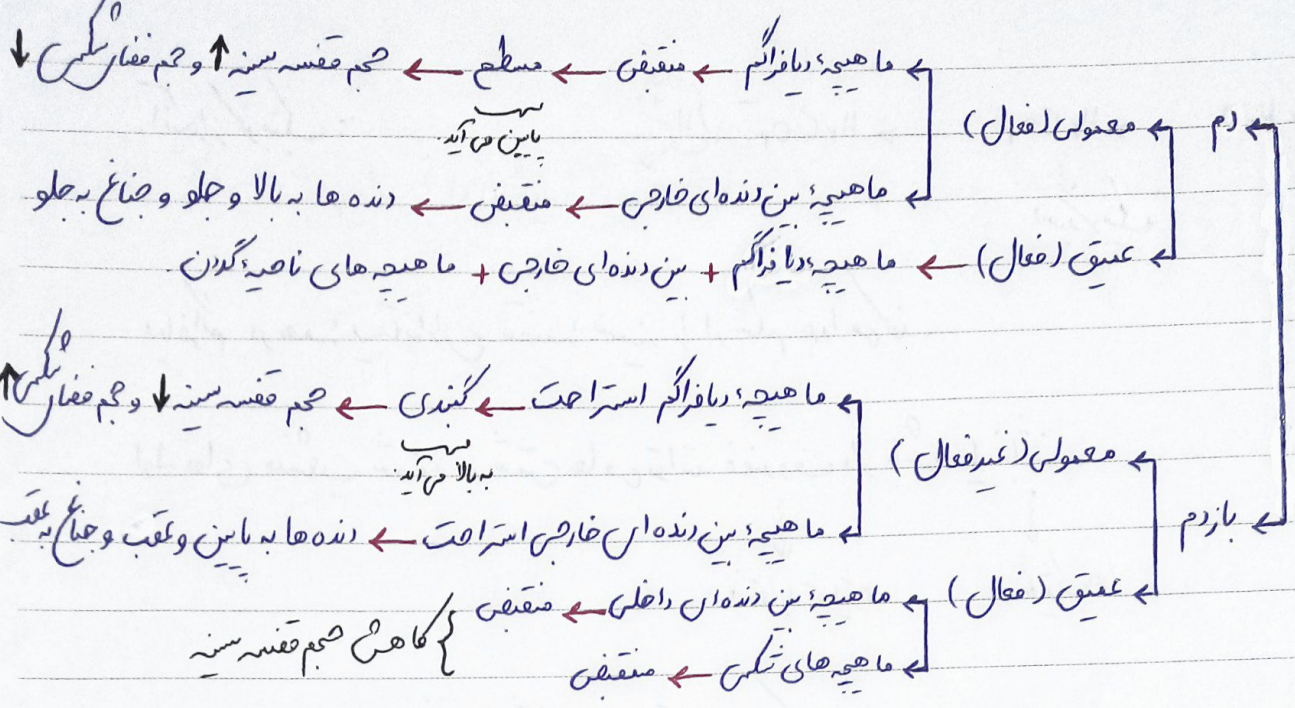 ماهیچهٔ دیافراگم ← منقبض ← مسطح ← حجم قفسه سینه ↑ و حجم فضای شکمی ↓
پایین می‌آید.
دم ← معمولی (فعال)
ماهیچهٔ بین دنده‌ای خارجی ← منقبض ← دنده ها به بالا و جلو و جناغ به جلو
عمیق (فعال) ← ماهیچهٔ دیافراگم + بین دنده‌ای خارجی + ماهیچه های ناحیهٔ گردن.
ماهیچهٔ دیافراگم استراحت ← گنبدی ← حجم قفسه سینه ↓ و حجم فضای شکمی ↑
به بالا می‌آید.
معمولی (غیرفعال)
بازدم
ماهیچهٔ بین دنده‌ای خارجی استراحت ← دنده ها به پایین و عقب و جناغ به عقب
عمیق (فعال) ← ماهیچهٔ بین دنده‌ای داخلی ← منقبض
کاهش حجم قفسه سینه
ماهیچه های شکمی ← منقبض